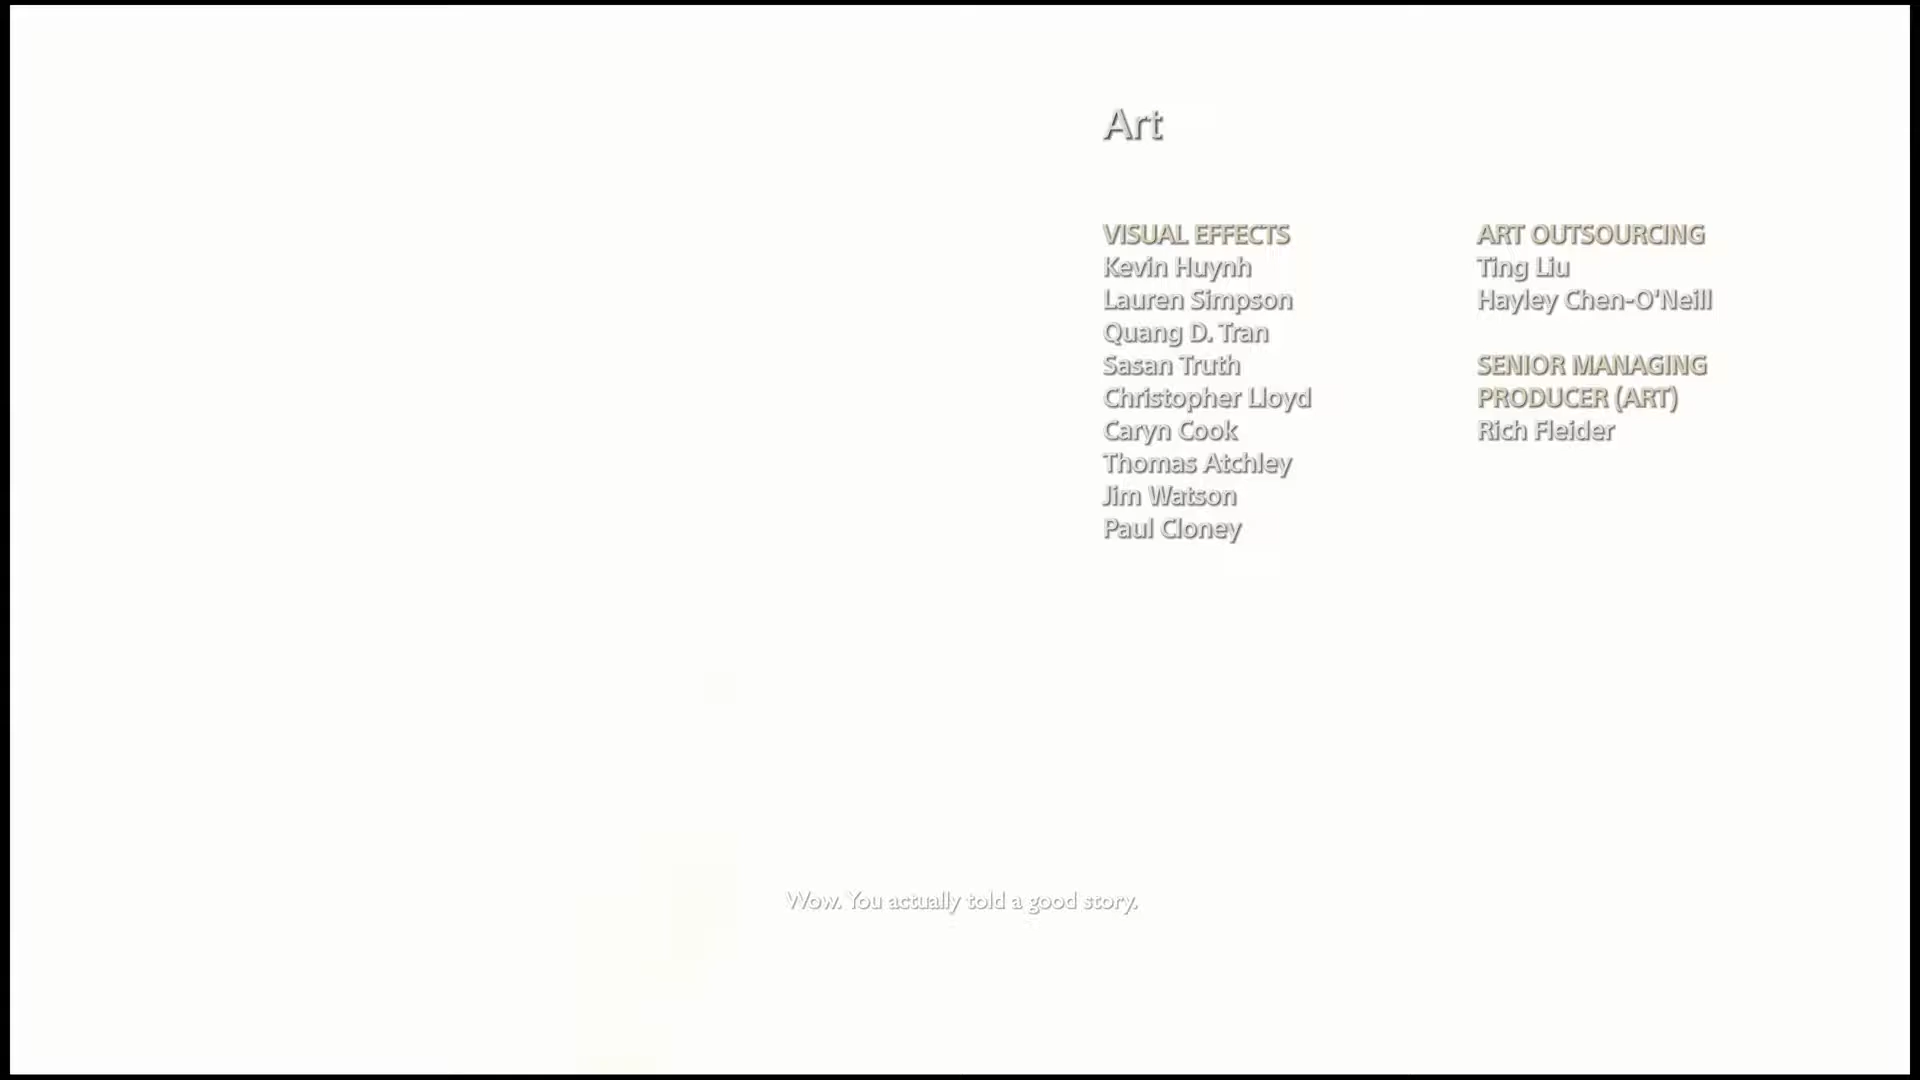 Art
VISUAL EFFECTS
Kevin Huynh
Lauren Simpson
Quang D. Tran
Sasan Truth
Christopher Lloyd
Caryn Cook
Thomas Atchley
Jim Watson
Paul Cloney
ART OUTSOURCING
Ting Liu
Hayley Chen-O'Neill
SENIOR MANAGING
PRODUCER (ART)
Rich Fleider
Wow. You actually told a good story.